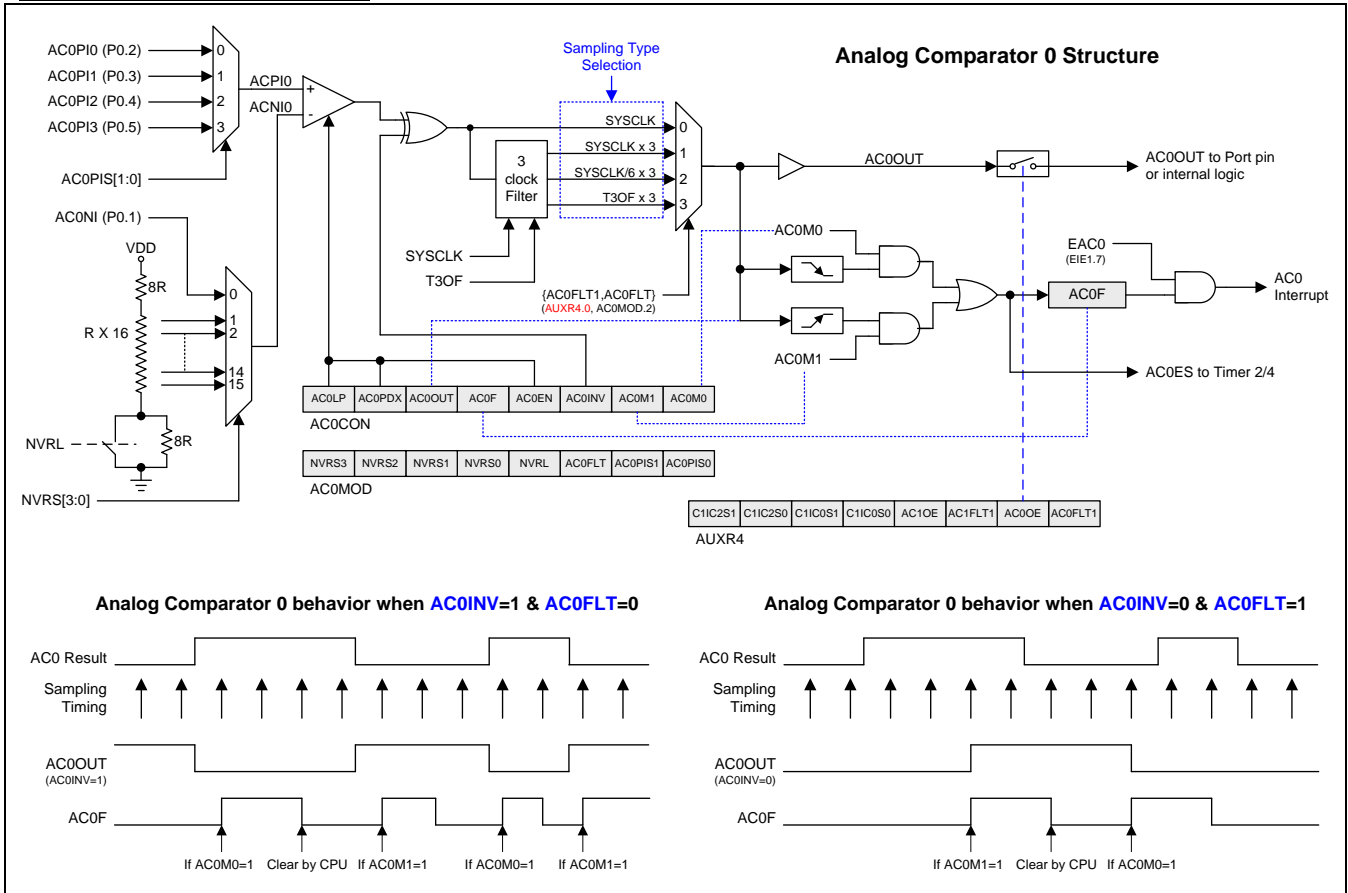 Analog Comparator 0 Structure
AC0PI0 (P0.2)
AC0PI1 (P0.3)
AC0PI2 (P0.4)
AC0PI3 (P0.5)
0
1
2
3
AC0PIS[1:0]
ACPI0
ACNI0
+
-
Sampling Type
Selection
3
clock
Filter
SYSCLK
SYSCLK x 3
SYSCLK/6 x 3
T3OF x 3
0
1
2
3
SYSCLK
T3OF
{AC0FLT1,AC0FLT}
(AUXR4.0, AC0MOD.2)
AC0OUT
AC0OUT to Port pin
or internal logic
AC0M0
AC0M1
EAC0
(EIE1.7)
AC0F
AC0
Interrupt
AC0ES to Timer 2/4
AC0NI (P0.1)
VDD
8R
R X 16
0
1
2
14
15
NVRL
8R
NVRS[3:0]
AC0LP AC0PDX AC0OUT AC0F AC0EN AC0INV AC0M1 AC0M0
AC0CON
NVRS3 NVRS2 NVRS1 NVRS0 NVRL AC0FLT AC0PIS1 AC0PIS0
AC0MOD
C1IC2S1 C1IC2S0 C1IC0S1 C1IC0S0 AC1OE AC1FLT1 AC0OE AC0FLT1
AUXR4
Analog Comparator 0 behavior when AC0INV=1 & AC0FLT=0
AC0 Result
Sampling
Timing
AC0OUT
(AC0INV=1)
AC0F
If AC0M0=1 Clear by CPU If AC0M1=1 If AC0M0=1 If AC0M1=1
Analog Comparator 0 behavior when AC0INV=0 & AC0FLT=1
AC0 Result
Sampling
Timing
AC0OUT
(AC0INV=0)
AC0F
If AC0M1=1 Clear by CPU If AC0M0=1